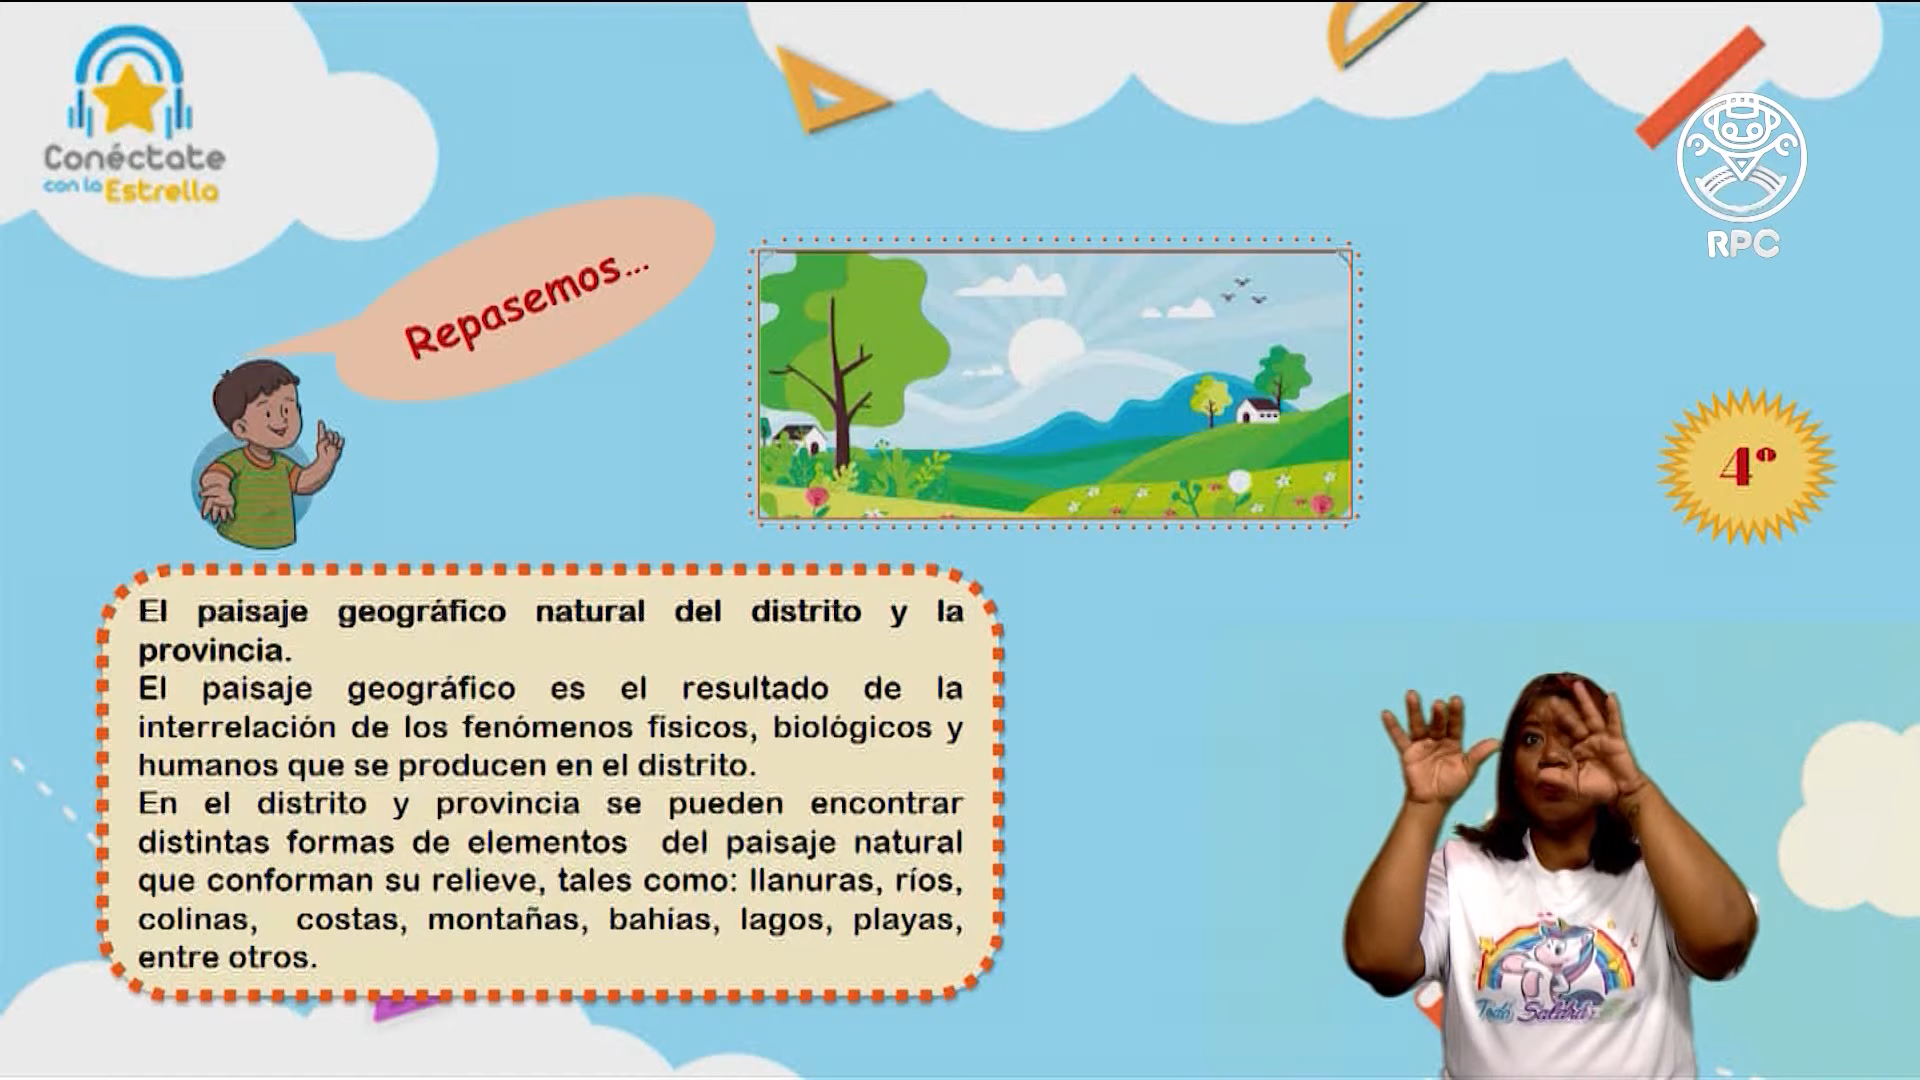 Conéctate
con la Estrella
RPC
Repasemos...
4°
El paisaje geográfico natural del distrito y la
provincia.
El paisaje geográfico es el resultado de la
interrelación de los fenómenos físicos, biológicos y
humanos que se producen en el distrito.
En el distrito y provincia se pueden encontrar
distintas formas de elementos del paisaje natural
que conforman su relieve, tales como: llanuras, ríos,
colinas, costas, montañas, bahías, lagos, playas,
entre otros.